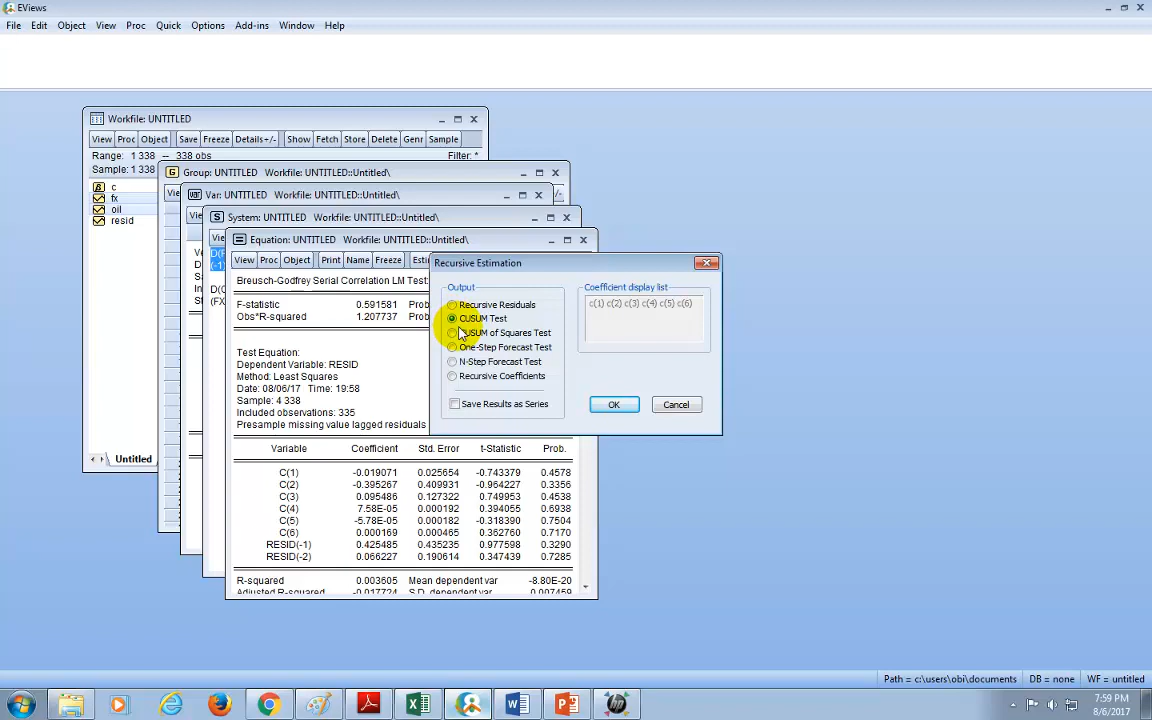 EViews
File Edit Object View Proc Quick Options Add-ins Window Help
Workfile: UNTITLED
View Proc Object Save Freeze Details+/- Show Fetch Store Delete Genr Sample
Range: 1 338 -- 338 obs Filter: *
Sample: 1 338
c
fx
oil
resid
Untitled
Group: UNTITLED Workfile: UNTITLED::Untitled\
Var: UNTITLED Workfile: UNTITLED::Untitled\
System: UNTITLED Workfile: UNTITLED::Untitled\
Equation: UNTITLED Workfile: UNTITLED::Untitled\
View Proc Object Print Name Freeze
Breusch-Godfrey Serial Correlation LM Test:
F-statistic 0.591581
Obs*R-squared 1.207737
Test Equation:
Dependent Variable: RESID
Method: Least Squares
Date: 08/06/17 Time: 19:58
Sample: 4 338
Included observations: 335
Presample missing value lagged residuals
Variable Coefficient Std. Error t-Statistic Prob.
C(1) -0.019071 0.025654 -0.743379 0.4578
C(2) -0.395267 0.409931 -0.964227 0.3356
C(3) 0.095486 0.127322 0.749953 0.4538
C(4) 7.58E-05 0.000192 0.394055 0.6938
C(5) -5.78E-05 0.000182 -0.318390 0.7504
C(6) 0.000169 0.000465 0.362760 0.7170
RESID(-1) 0.425485 0.435235 0.977598 0.3290
RESID(-2) 0.066227 0.190614 0.347439 0.7285
R-squared 0.003605 Mean dependent var -8.80E-20
Adjusted R-squared -0.017724 S.D. dependent var 0.007459
Recursive Estimation
Output
Recursive Residuals
CUSUM Test
CUSUM of Squares Test
One-Step Forecast Test
N-Step Forecast Test
Recursive Coefficients
Save Results as Series
Coefficient display list
c(1) c(2) c(3) c(4) c(5) c(6)
OK Cancel
Path = c:\users\obi\documents DB = none WF = untitled
7:59 PM
8/6/2017